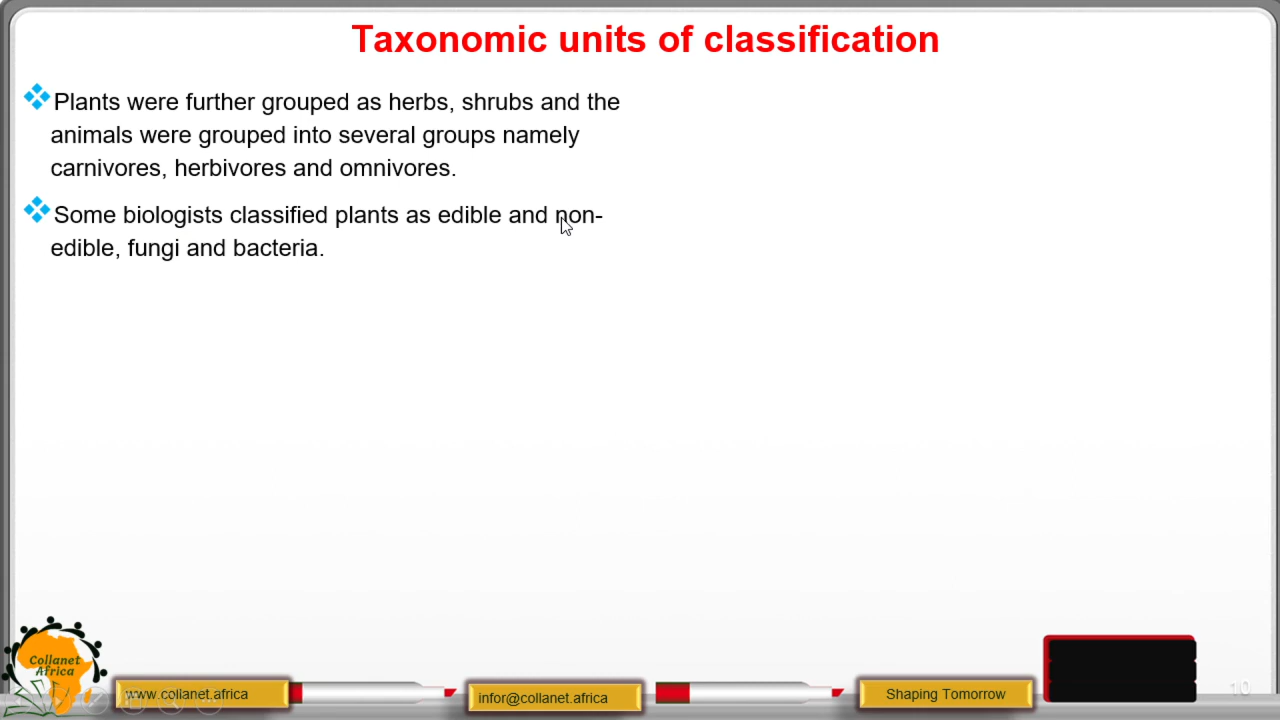 Taxonomic units of classification
Plants were further grouped as herbs, shrubs and the
animals were grouped into several groups namely
carnivores, herbivores and omnivores.
Some biologists classified plants as edible and non-
edible, fungi and bacteria.
Collanet
Africa
www.collanet.africa
infor@collanet.africa
Shaping Tomorrow
10